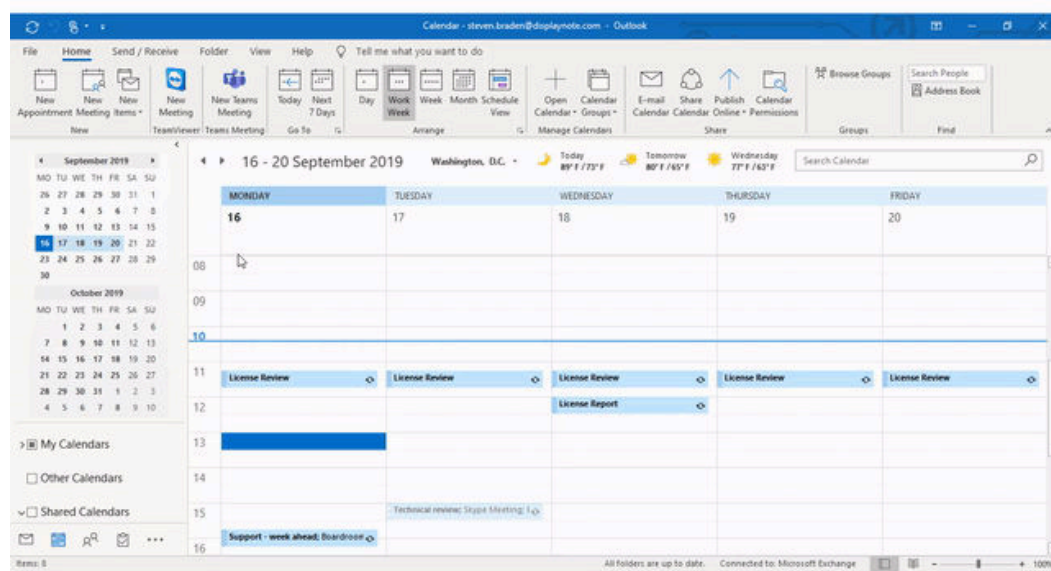 Calendar - steven.braden@displaynote.com - Outlook
File Home Send / Receive Folder View Help Tell me what you want to do
New Appointment
New Meeting
New Items
New Meeting
New Teams Meeting
Today
Next 7 Days
Day
Work Week
Week
Month
Schedule View
Open Calendar
Calendar Groups
E-mail Calendar
Share Calendar
Publish Online
Calendar Permissions
Browse Groups
Search People
Address Book
New TeamViewer Teams Meeting Go To Arrange Manage Calendars Share Groups Find
September 2019
MO TU WE TH FR SA SU
26 27 28 29 30 31 1
2 3 4 5 6 7 8
9 10 11 12 13 14 15
16 17 18 19 20 21 22
23 24 25 26 27 28 29
30
October 2019
MO TU WE TH FR SA SU
1 2 3 4 5 6
7 8 9 10 11 12 13
14 15 16 17 18 19 20
21 22 23 24 25 26 27
28 29 30 31 1 2 3
4 5 6 7 8 9 10
My Calendars
Other Calendars
Shared Calendars
16 - 20 September 2019
Washington, D.C.
Today
89°F/73°F
Tomorrow
80°F/65°F
Wednesday
77°F/63°F
Search Calendar
MONDAY TUESDAY WEDNESDAY THURSDAY FRIDAY
16 17 18 19 20
08
09
10
11
License Review License Review License Review License Review License Review
License Report
12
13
14
15
Technical review; Skype Meeting;
Support - week ahead; Boardroom
16
Items: 8
All folders are up to date. Connected to: Microsoft Exchange
100%